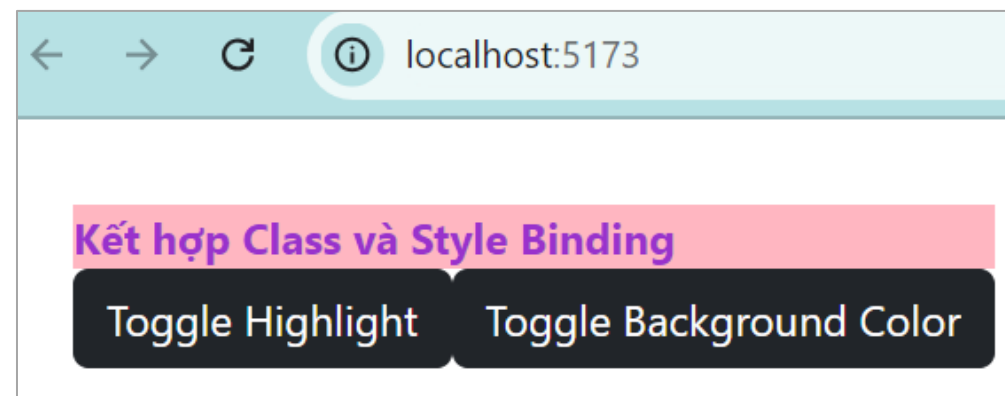 localhost:5173
Kết hợp Class và Style Binding
Toggle Highlight Toggle Background Color